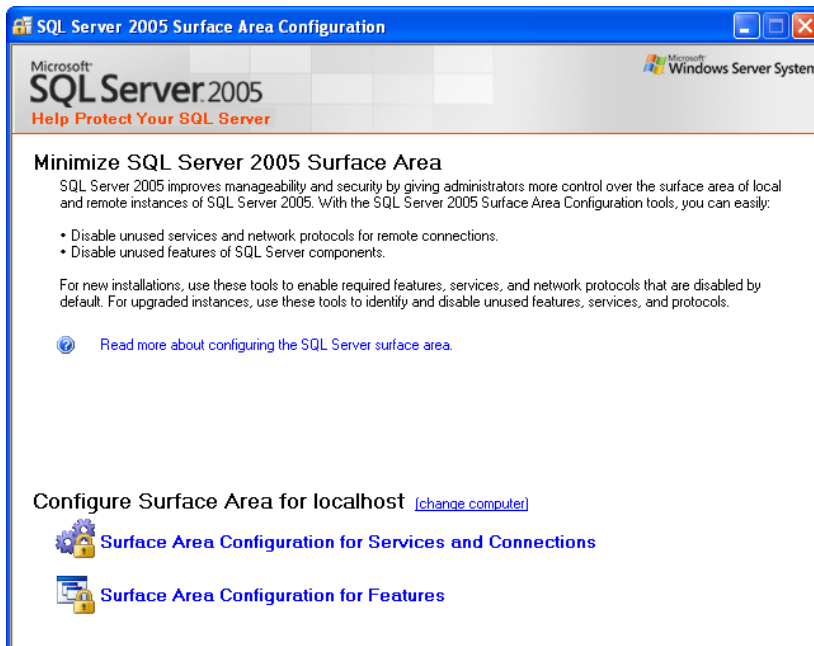 SQL Server 2005 Surface Area Configuration
Microsoft
SQL Server 2005
Help Protect Your SQL Server
Microsoft
Windows Server System
Minimize SQL Server 2005 Surface Area
SQL Server 2005 improves manageability and security by giving administrators more control over the surface area of local
and remote instances of SQL Server 2005. With the SQL Server 2005 Surface Area Configuration tools, you can easily:
• Disable unused services and network protocols for remote connections.
• Disable unused features of SQL Server components.
For new installations, use these tools to enable required features, services, and network protocols that are disabled by
default. For upgraded instances, use these tools to identify and disable unused features, services, and protocols.
Read more about configuring the SQL Server surface area.
Configure Surface Area for localhost (change computer)
Surface Area Configuration for Services and Connections
Surface Area Configuration for Features